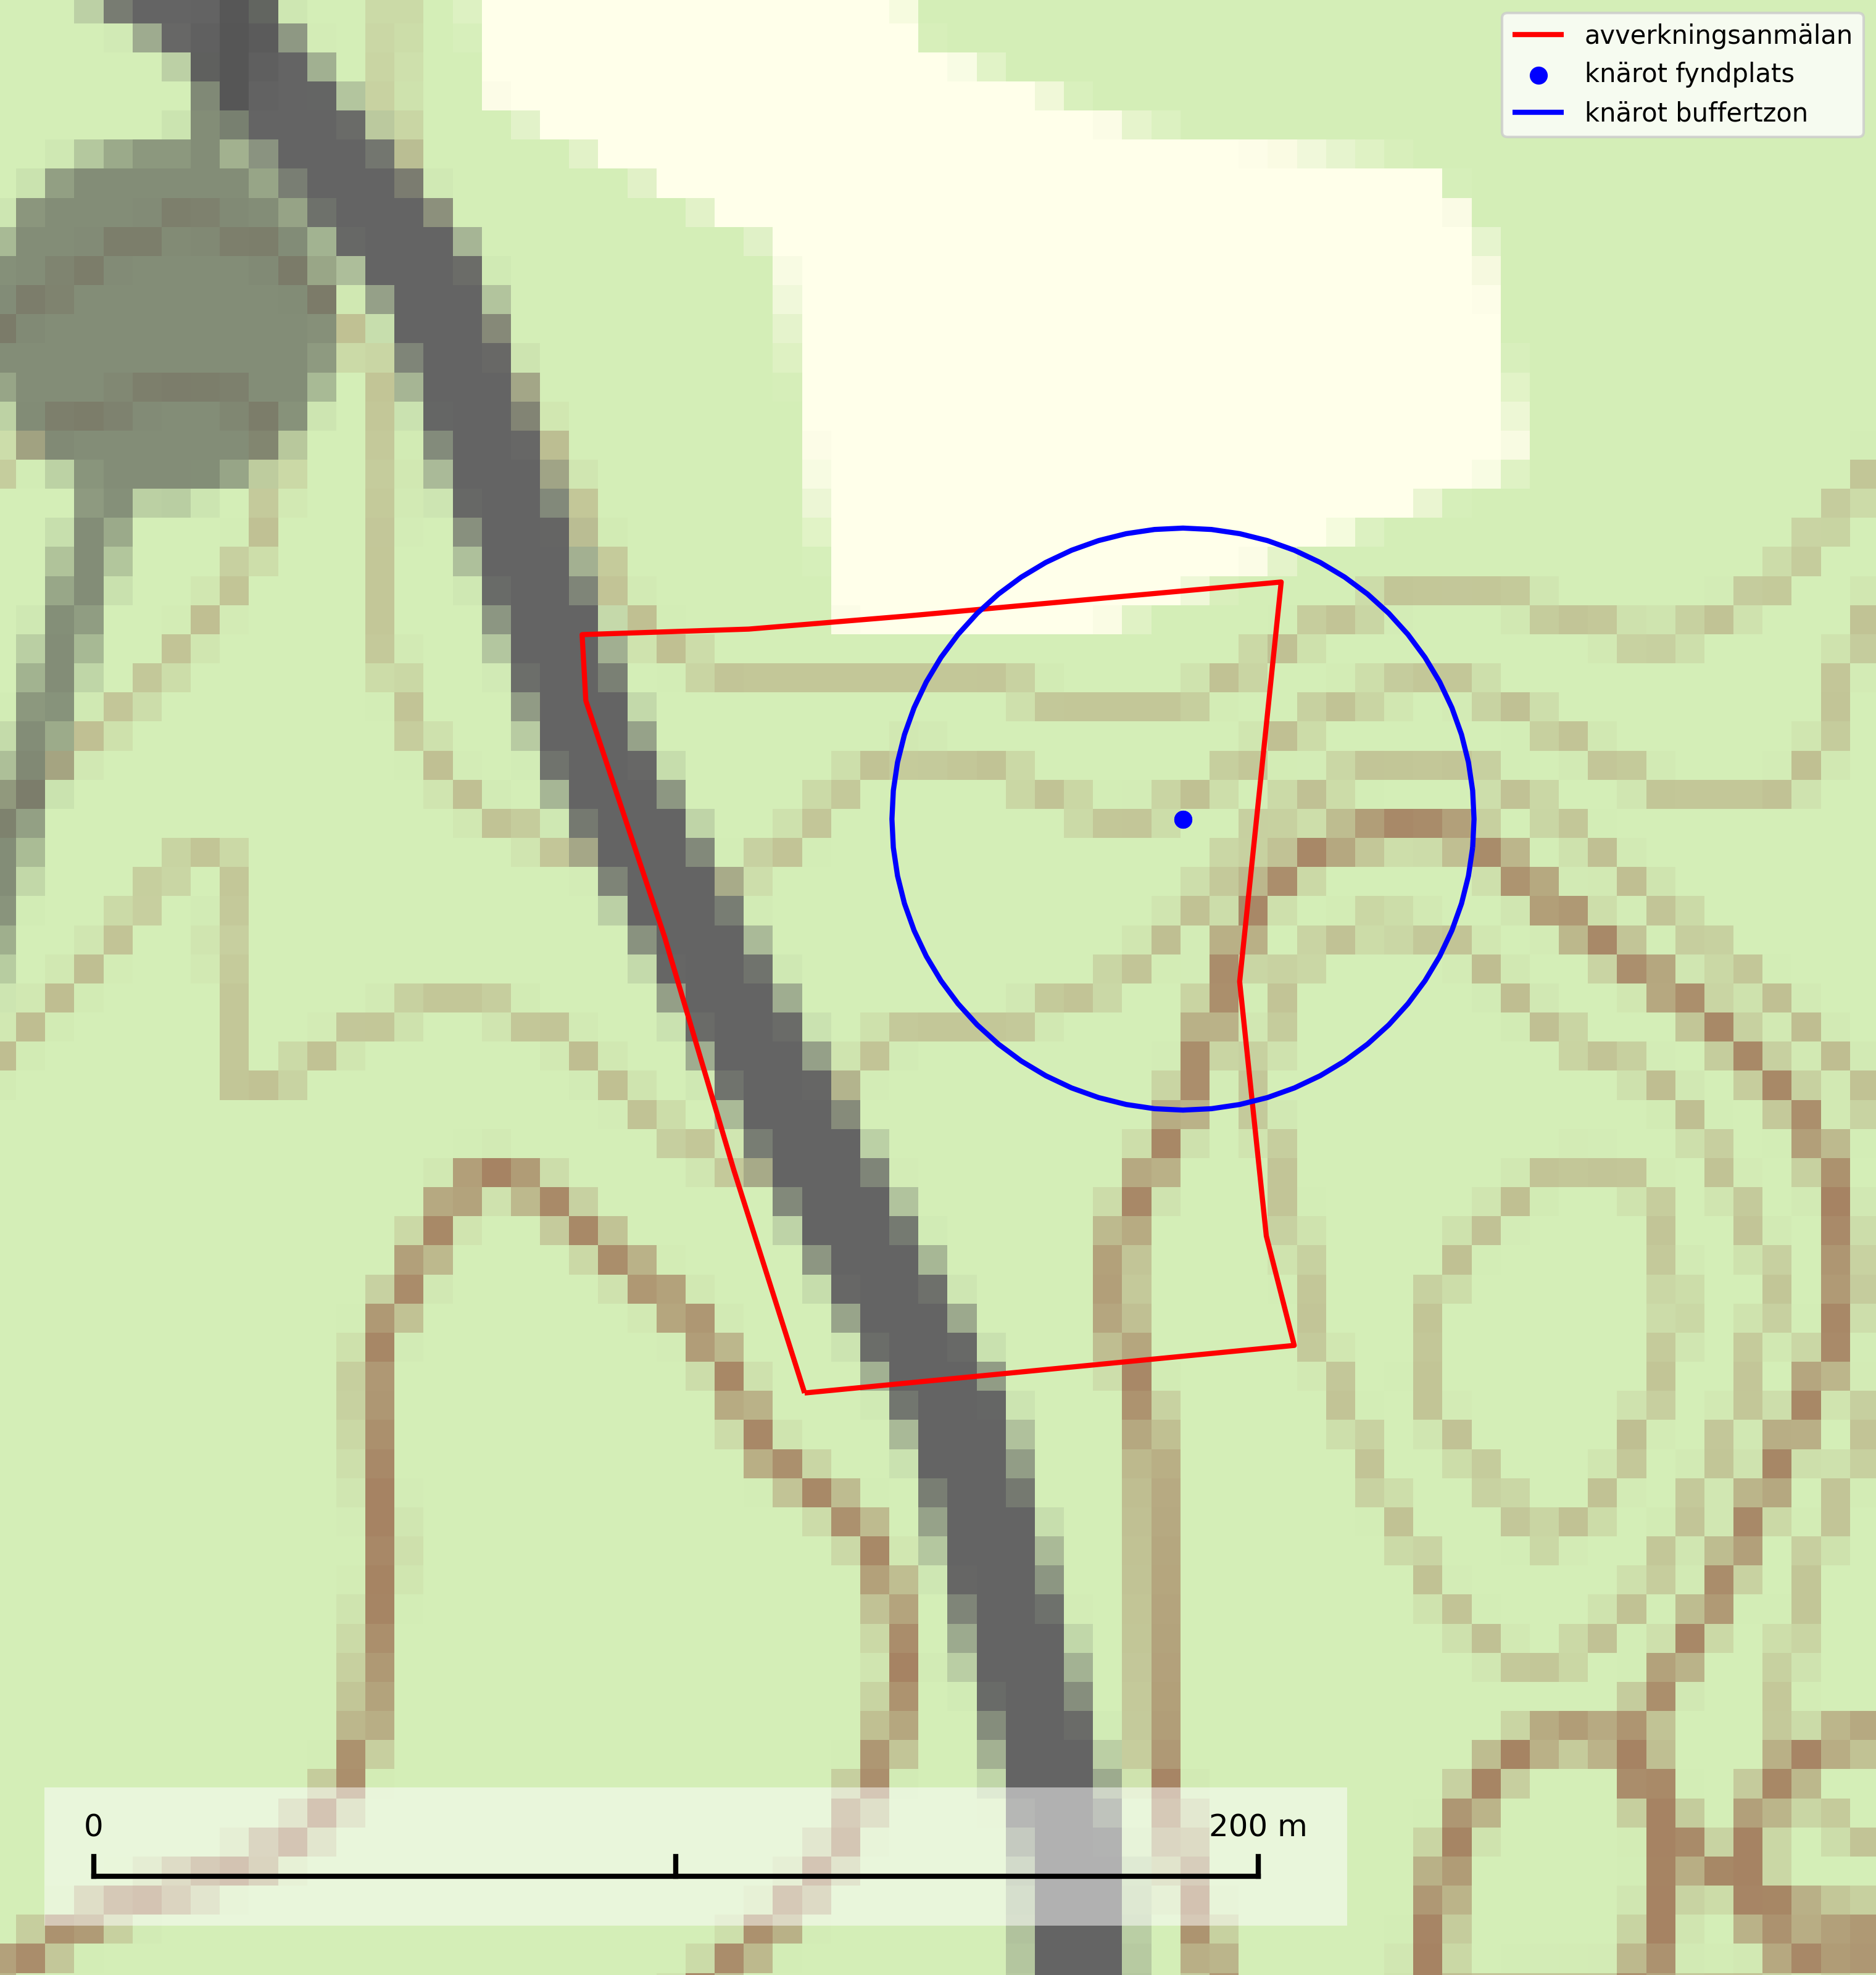 avverkningsanmälan
knärot fyndplats
knärot buffertzon
0 200 m